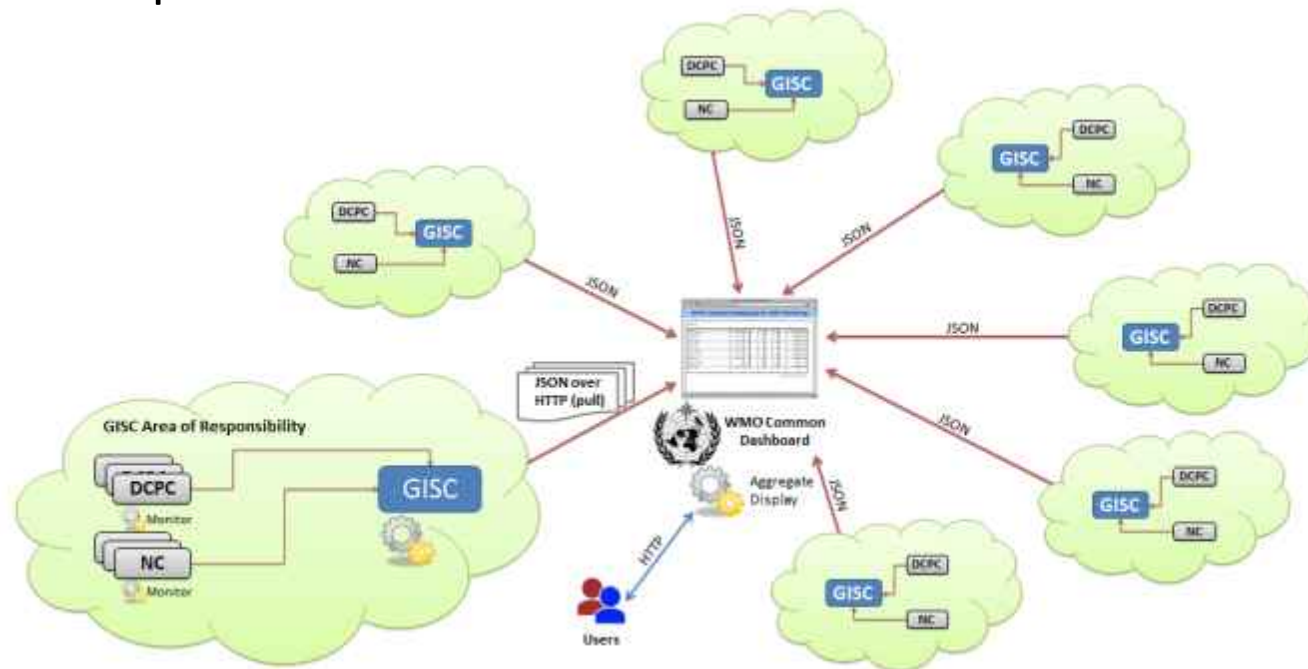 DCPC
GISC
NC
DCPC
GISC
NC
DCPC
GISC
NC
JSON
JSON
JSON
DCPC
GISC
NC
JSON
JSON over
HTTP (pull)
GISC Area of Responsibility
DCPC
GISC
Monitor
NC
Monitor
WMO Common
Dashboard
Aggregate
Display
JSON
JSON
HTTP
Users
DCPC
GISC
NC
DCPC
GISC
NC